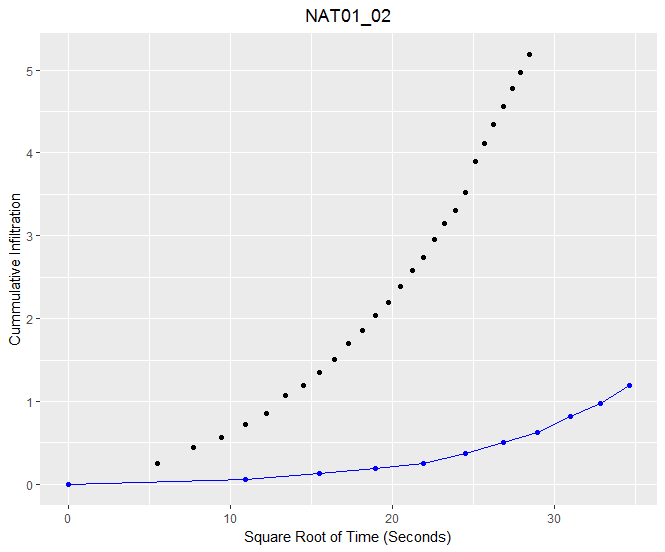 NAT01_02
Cummulative Infiltration
5
4
3
2
1
0
0 10 20 30
Square Root of Time (Seconds)